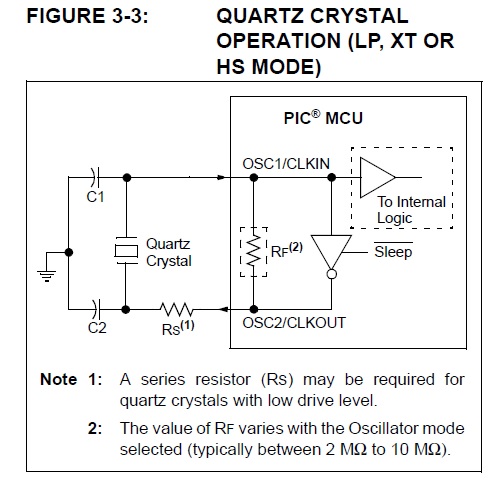 FIGURE 3-3: QUARTZ CRYSTAL
OPERATION (LP, XT OR
HS MODE)
PIC® MCU
OSC1/CLKIN
C1
To Internal
Logic
Quartz
Crystal
RF(2)
Sleep
C2
RS(1)
OSC2/CLKOUT
Note 1: A series resistor (RS) may be required for
quartz crystals with low drive level.
2: The value of RF varies with the Oscillator mode
selected (typically between 2 MΩ to 10 MΩ).